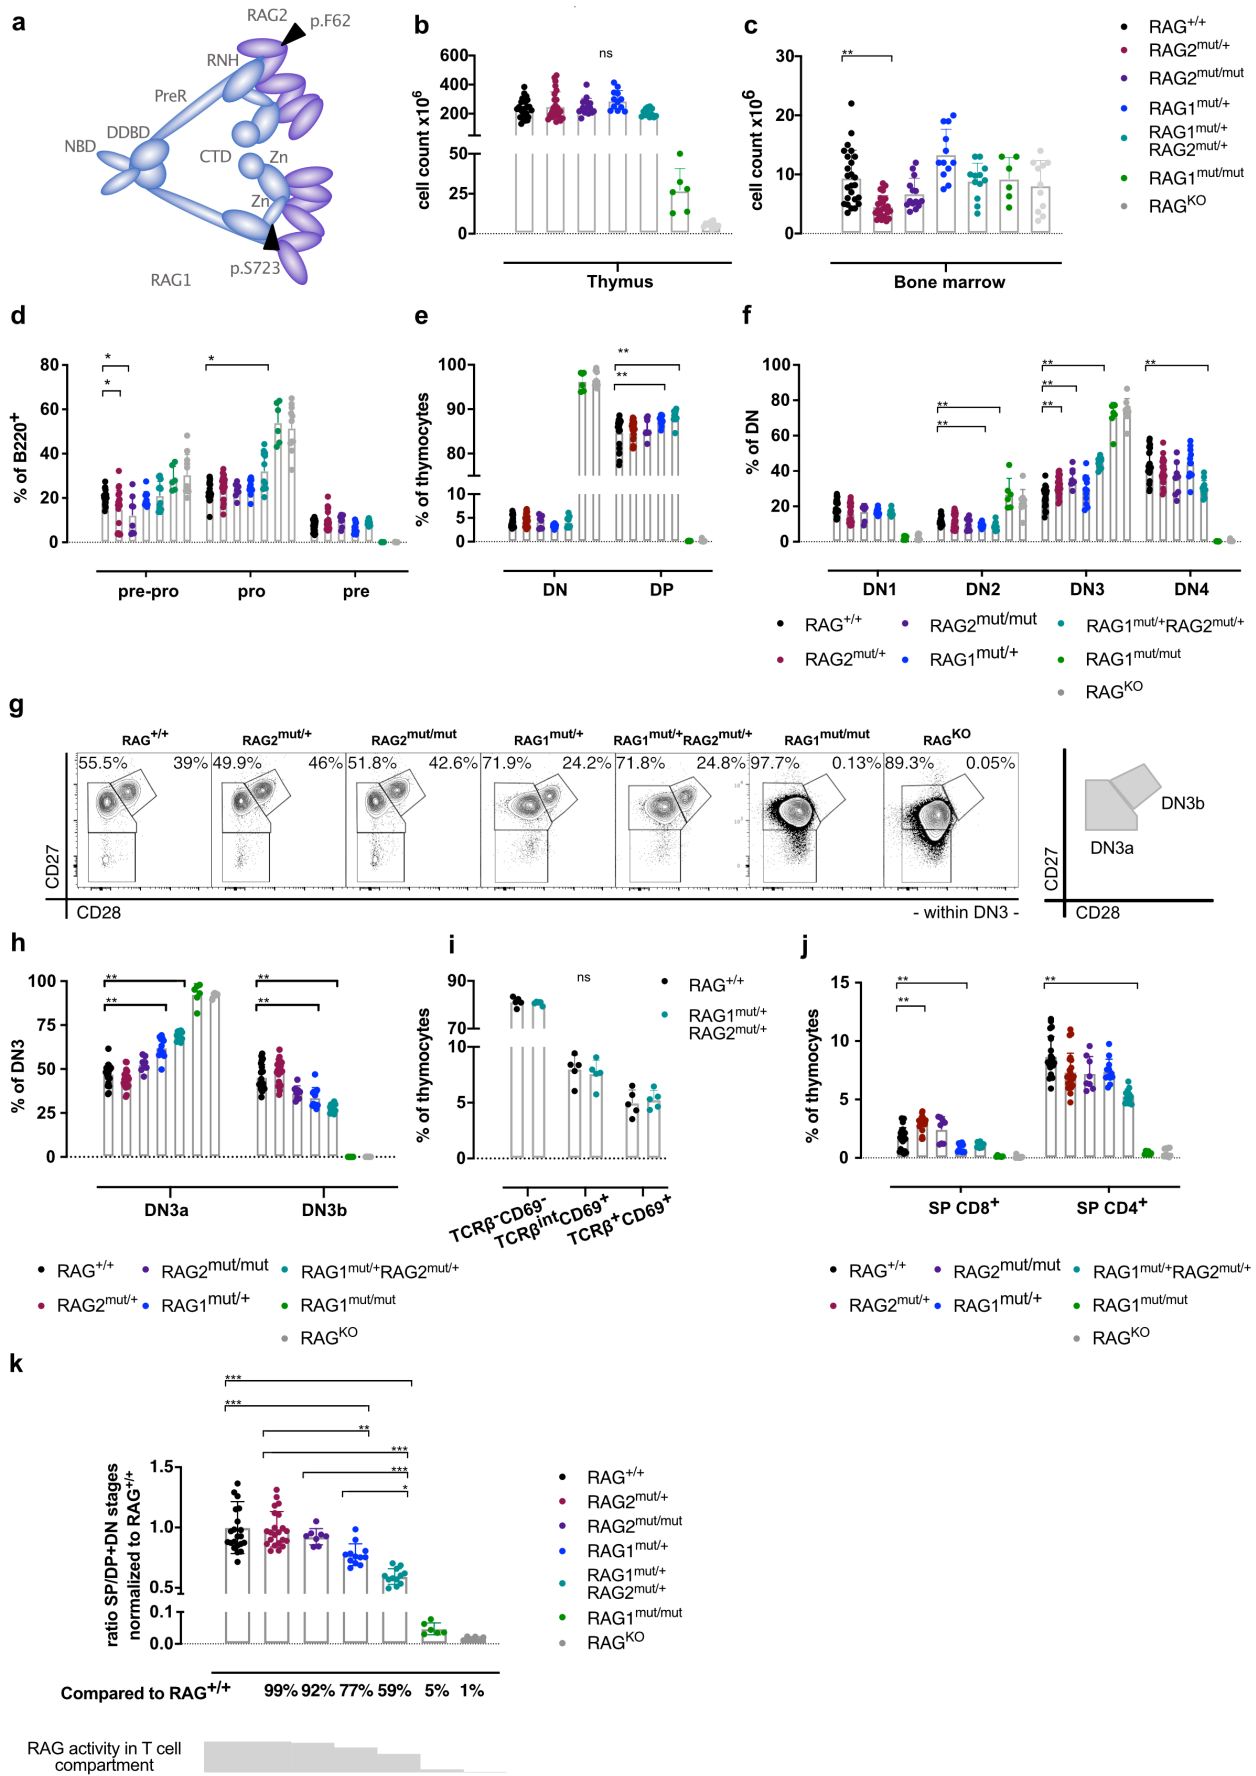 a
RAG2
p.F62
RNH
PreR
DDBD
NBD
CTD
Zn
Zn
p.S723
RAG1
b
ns
cell count x10⁶
600
400
200
50
25
0
Thymus
c
**
cell count x10⁶
30
20
10
0
Bone marrow
RAG+/+
RAG2mut/+
RAG2mut/mut
RAG1mut/+
RAG1mut/+
RAG2mut/+
RAG1mut/mut
RAGKO
d
% of B220+
80
60
40
20
0
*
*
*
pre-pro pro pre
e
% of thymocytes
100
90
80
10
5
0
**
**
DN DP
f
% of DN
100
80
60
40
20
0
**
**
**
**
**
**
DN1 DN2 DN3 DN4
RAG+/+ RAG2mut/mut RAG1mut/+RAG2mut/+
RAG2mut/+ RAG1mut/+ RAG1mut/mut
RAGKO
g
RAG+/+ RAG2mut/+ RAG2mut/mut RAG1mut/+ RAG1mut/+RAG2mut/+ RAG1mut/mut RAGKO
55.5% 39% 49.9% 46% 51.8% 42.6% 71.9% 24.2% 71.8% 24.8% 97.7% 0.13% 89.3% 0.05%
CD27
CD28
- within DN3 -
DN3b
DN3a
CD27
CD28
h
% of DN3
100
75
50
25
0
**
**
**
**
DN3a DN3b
i
% of thymocytes
90
70
10
5
0
ns
RAG+/+
RAG1mut/+
RAG2mut/+
TCRβ-CD69-
TCRβintCD69+
TCRβ+CD69+
j
% of thymocytes
15
10
5
0
**
**
**
SP CD8+ SP CD4+
RAG+/+ RAG2mut/mut RAG1mut/+RAG2mut/+
RAG2mut/+ RAG1mut/+ RAG1mut/mut
RAGKO
RAG+/+ RAG2mut/mut RAG1mut/+RAG2mut/+
RAG2mut/+ RAG1mut/+ RAG1mut/mut
RAGKO
k
***
***
**
***
***
*
ratio SP/DP+DN stages
normalized to RAG+/+
1.5
1.0
0.5
0.1
0.0
RAG+/+
RAG2mut/+
RAG2mut/mut
RAG1mut/+
RAG1mut/+
RAG2mut/+
RAG1mut/mut
RAGKO
Compared to RAG+/+ 99% 92% 77% 59% 5% 1%
RAG activity in T cell
compartment